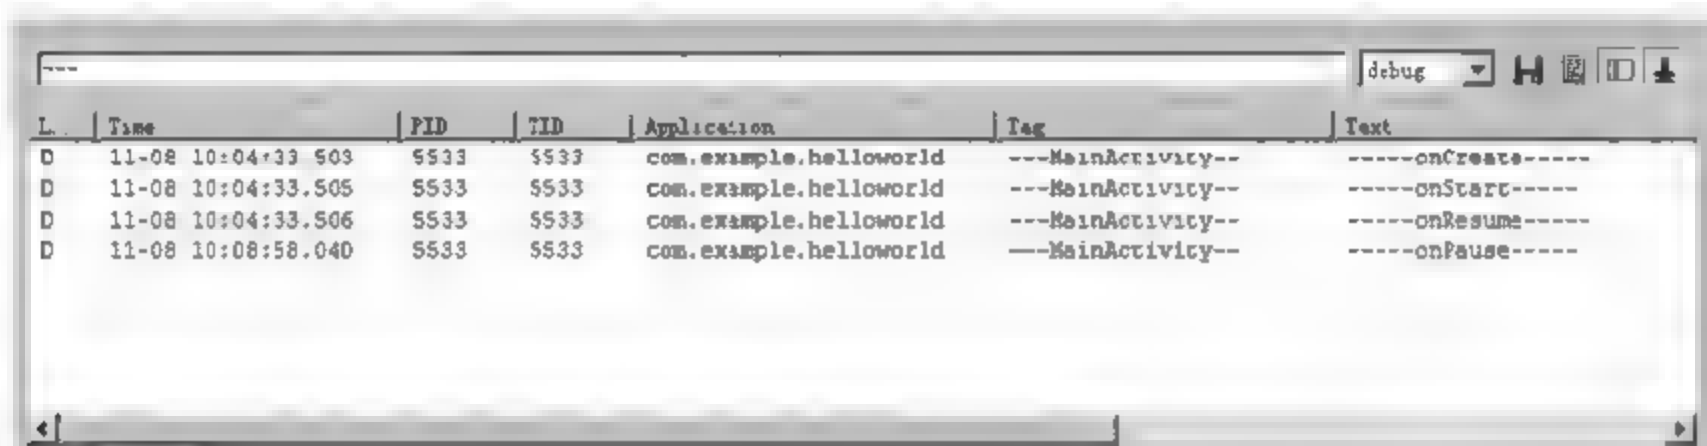 ---
debug
L.. Time PID TID Application Tag Text
D 11-08 10:04:33.503 5533 5533 com.example.helloworld ---MainActivity-- -----onCreate-----
D 11-08 10:04:33.505 5533 5533 com.example.helloworld ---MainActivity-- -----onStart-----
D 11-08 10:04:33.506 5533 5533 com.example.helloworld ---MainActivity-- -----onResume-----
D 11-08 10:08:58.040 5533 5533 com.example.helloworld ---MainActivity-- -----onPause-----